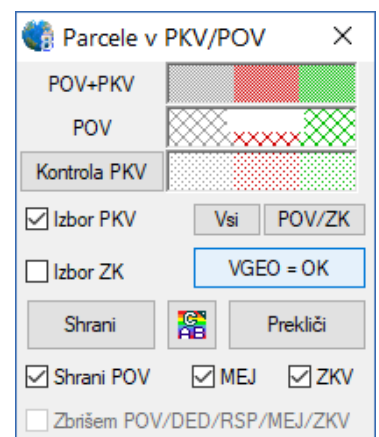 Parcele v PKV/POV
POV+PKV
POV
Kontrola PKV
Izbor PKV Vsi POV/ZK
Izbor ZK VGEO = OK
Shrani CAB Prekliči
Shrani POV MEJ ZKV
Zbrišem POV/DED/RSP/MEJ/ZKV